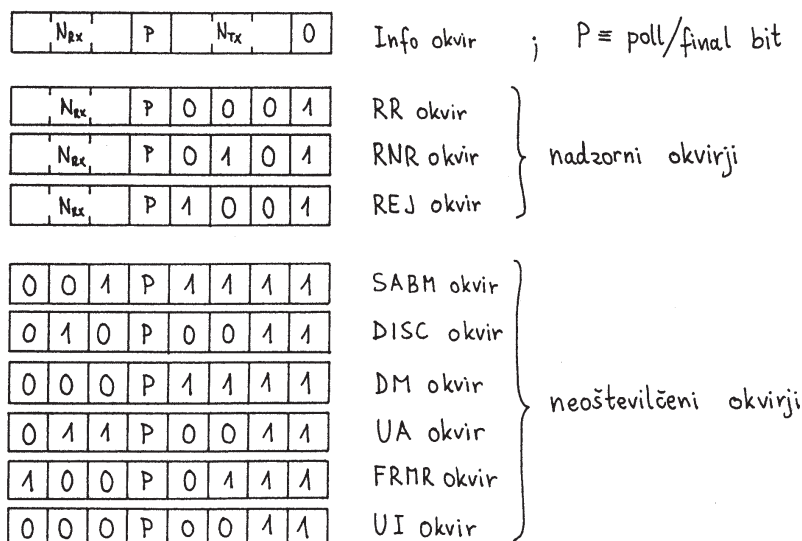 N_Rx P N_Tx 0 Info okvir ; P ≡ poll/final bit
N_Rx P 0 0 0 1 RR okvir
N_Rx P 0 1 0 1 RNR okvir nadzorni okvirji
N_Rx P 1 0 0 1 REJ okvir
0 0 1 P 1 1 1 1 SABM okvir
0 1 0 P 0 0 1 1 DISC okvir
0 0 0 P 1 1 1 1 DM okvir
neoštevilčeni okvirji
0 1 1 P 0 0 1 1 UA okvir
1 0 0 P 0 1 1 1 FRMR okvir
0 0 0 P 0 0 1 1 UI okvir